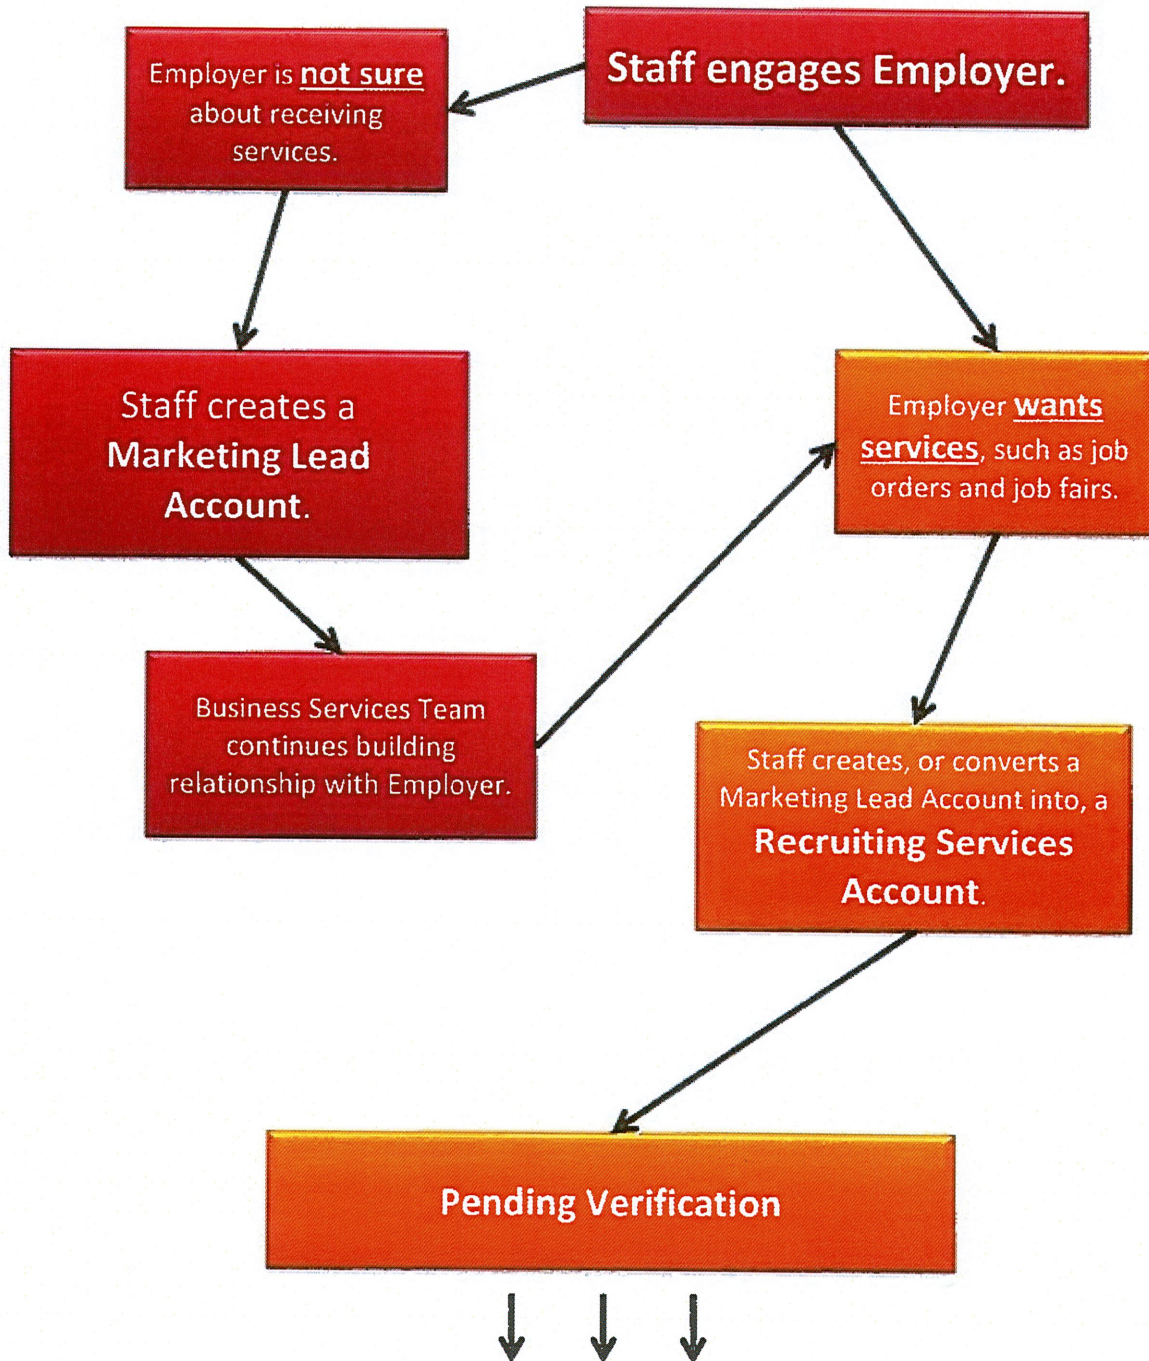 Staff engages Employer.
Employer is not sure
about receiving
services.
Staff creates a
Marketing Lead
Account.
Business Services Team
continues building
relationship with Employer.
Employer wants
services, such as job
orders and job fairs.
Staff creates, or converts a
Marketing Lead Account into, a
Recruiting Services
Account.
Pending Verification